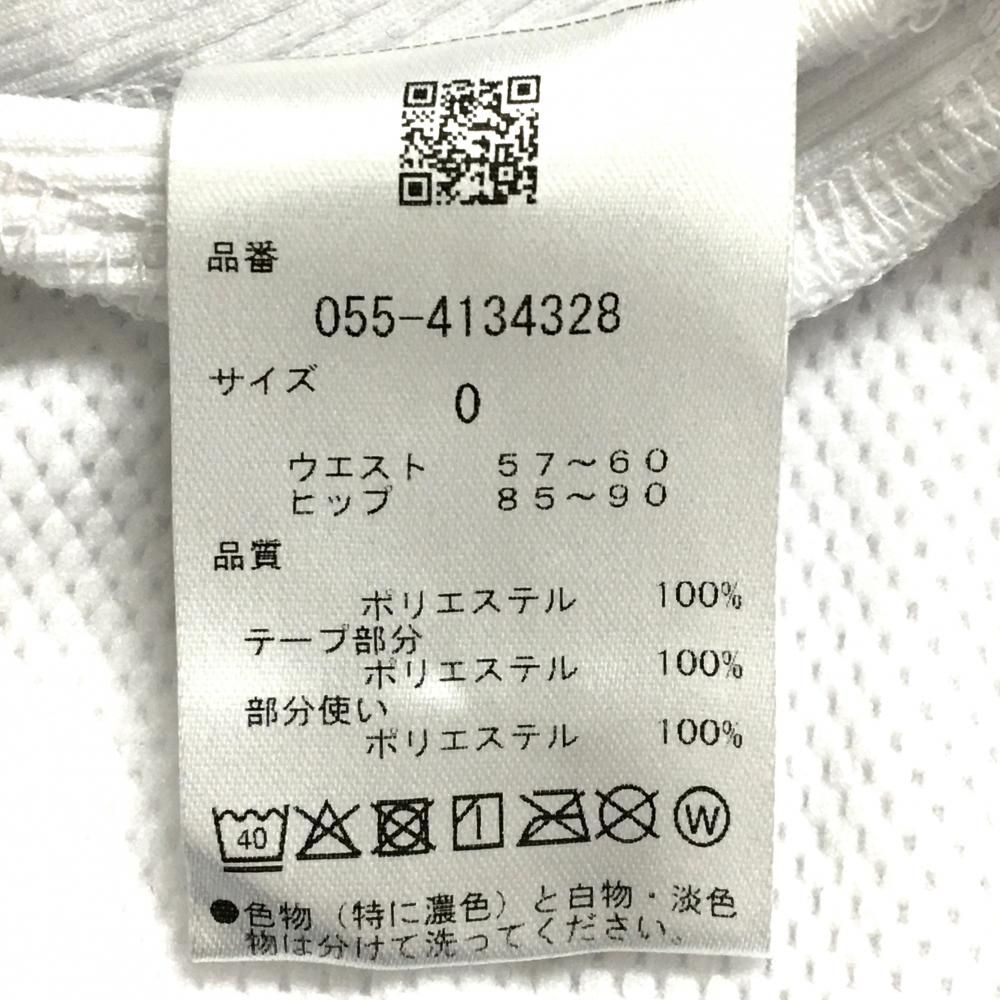 品番
055-4134328
サイズ
0
ウエスト 57～60
ヒップ 85～90
品質
ポリエステル 100%
テープ部分
ポリエステル 100%
部分使い
ポリエステル 100%
40 W
●色物（特に濃色）と白物・淡色
物は分けて洗ってください。